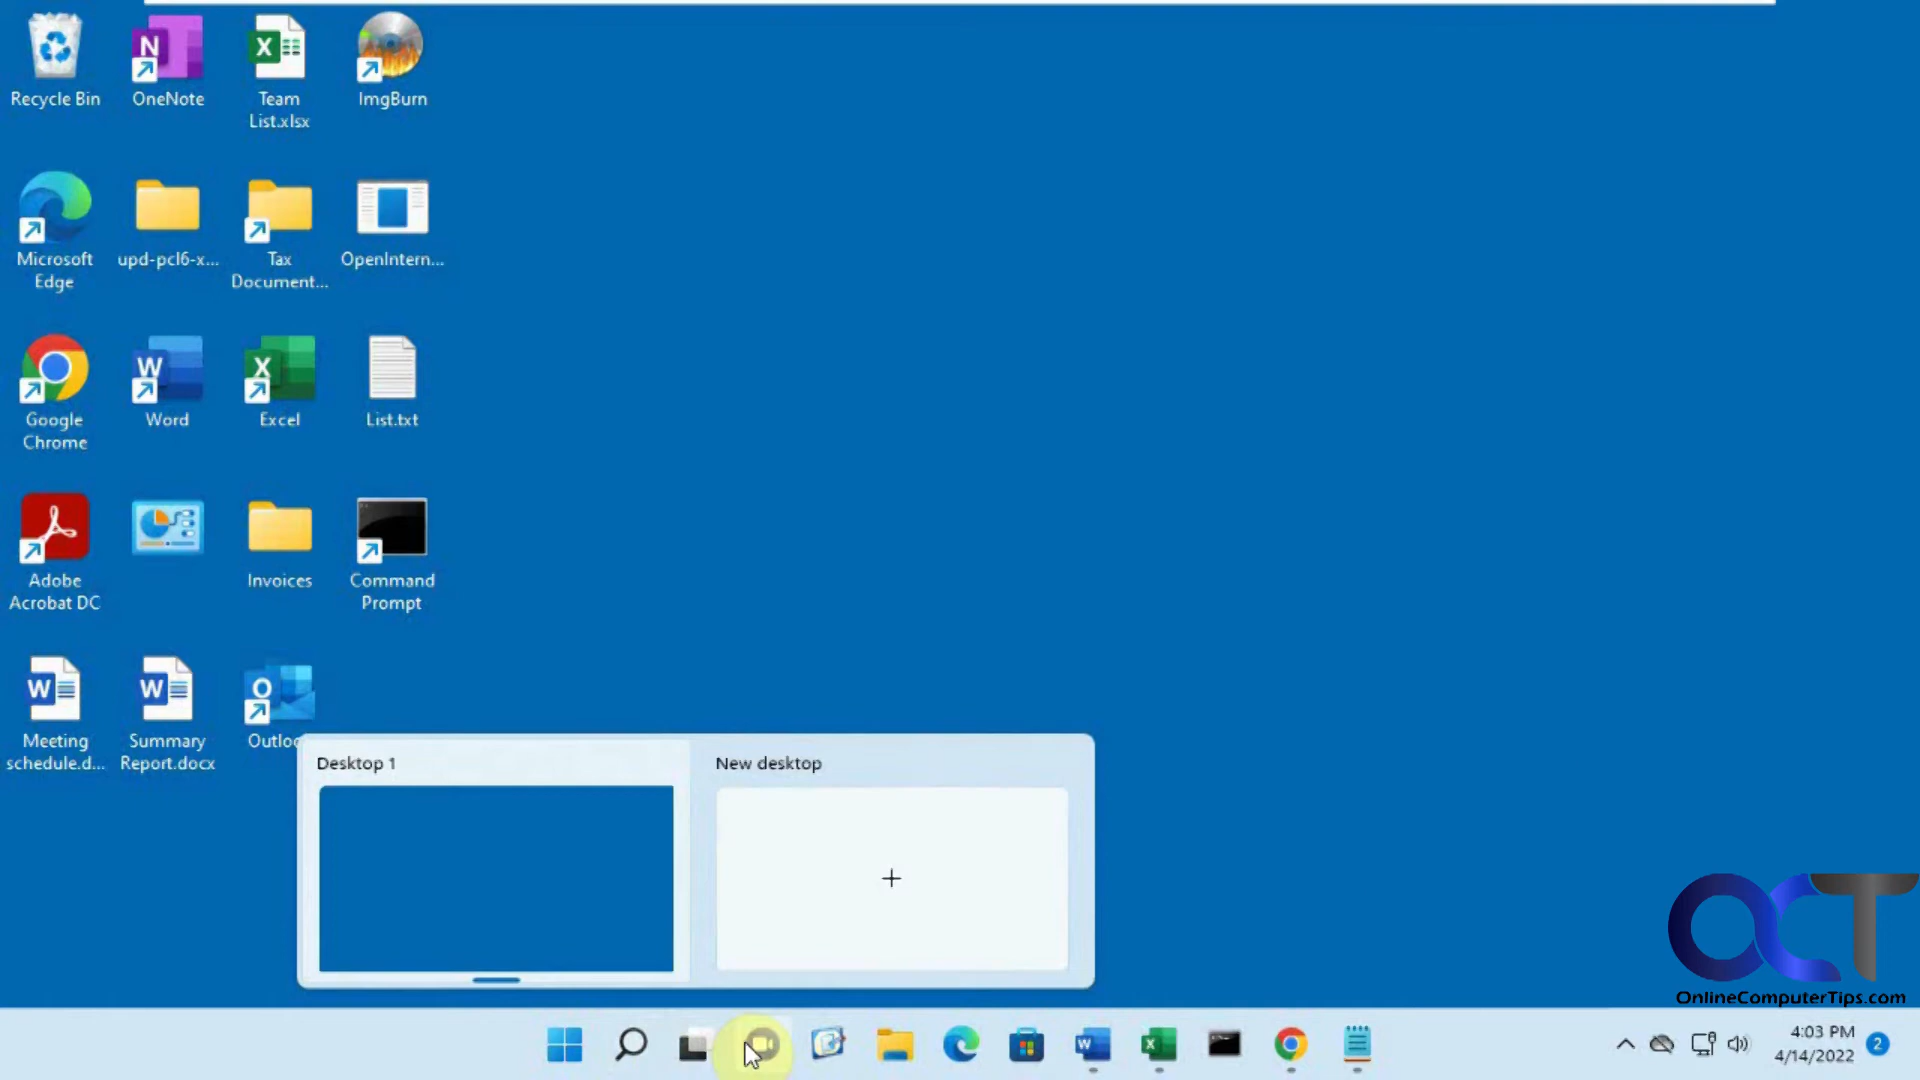 Recycle Bin
OneNote
Team
List.xlsx
ImgBurn
Microsoft
Edge
upd-pcl6-x...
Tax
Document...
OpenIntern...
Google
Chrome
Word
Excel
List.txt
Adobe
Acrobat DC
Invoices
Command
Prompt
Meeting
schedule.d...
Summary
Report.docx
Outloo
Desktop 1
New desktop
OCT
OnlineComputerTips.com
4:03 PM
4/14/2022
2